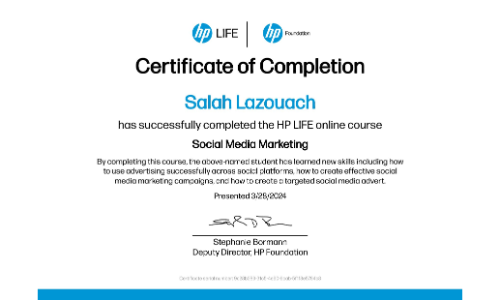 hp LIFE hp Foundation
Certificate of Completion
Salah Lazouach
has successfully completed the HP LIFE online course
Social Media Marketing
By completing this course, the above-named student has learned new skills including how
to use advertising successfully across social platforms, how to create effective social
media marketing campaigns, and how to create a targeted social media advert.
Presented 3/25/2024
Stephanie Bormann
Deputy Director, HP Foundation